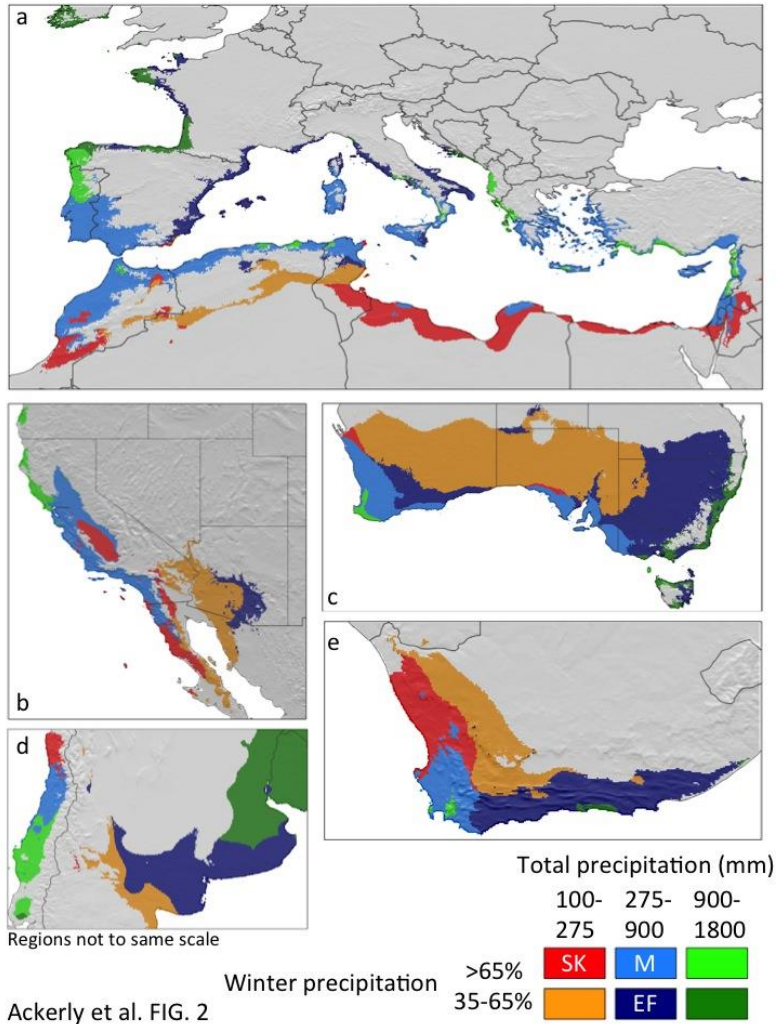 a
b
c
d
e
Regions not to same scale
Total precipitation (mm)
100- 275- 900-
275 900 1800
Winter precipitation
>65% SK M
35-65% EF
Ackerly et al. FIG. 2